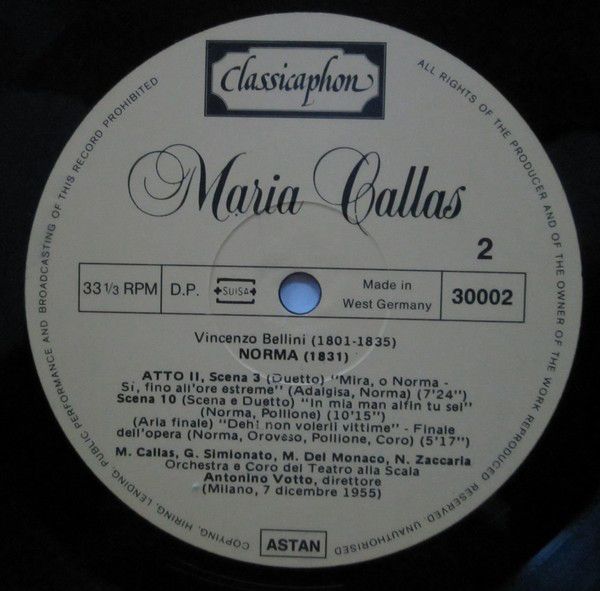 Classicaphon
Maria Callas
2
33 1/3 RPM
D.P.
SUISA
Made in
West Germany
30002
Vincenzo Bellini (1801-1835)
NORMA (1831)
ATTO II, Scena 3 (Duetto) "Mira, o Norma -
Si, fino all'ore estreme" (Adalgisa, Norma) (7'24")
Scena 10 (Scena e Duetto) "In mia man alfin tu sei"
(Norma, Pollione) (10'15")
(Aria finale) "Deh! non volerli vittime" - Finale
dell'opera (Norma, Oroveso, Pollione, Coro) (5'17")
M. Callas, G. Simionato, M. Del Monaco, N. Zaccaria
Orchestra e Coro del Teatro alla Scala
Antonino Votto, direttore
(Milano, 7 dicembre 1955)
ASTAN
ALL RIGHTS OF THE PRODUCER AND OF THE OWNER OF THE WORK REPRODUCED RESERVED. UNAUTHORISED COPYING, HIRING, LENDING, PUBLIC PERFORMANCE AND BROADCASTING OF THIS RECORD PROHIBITED